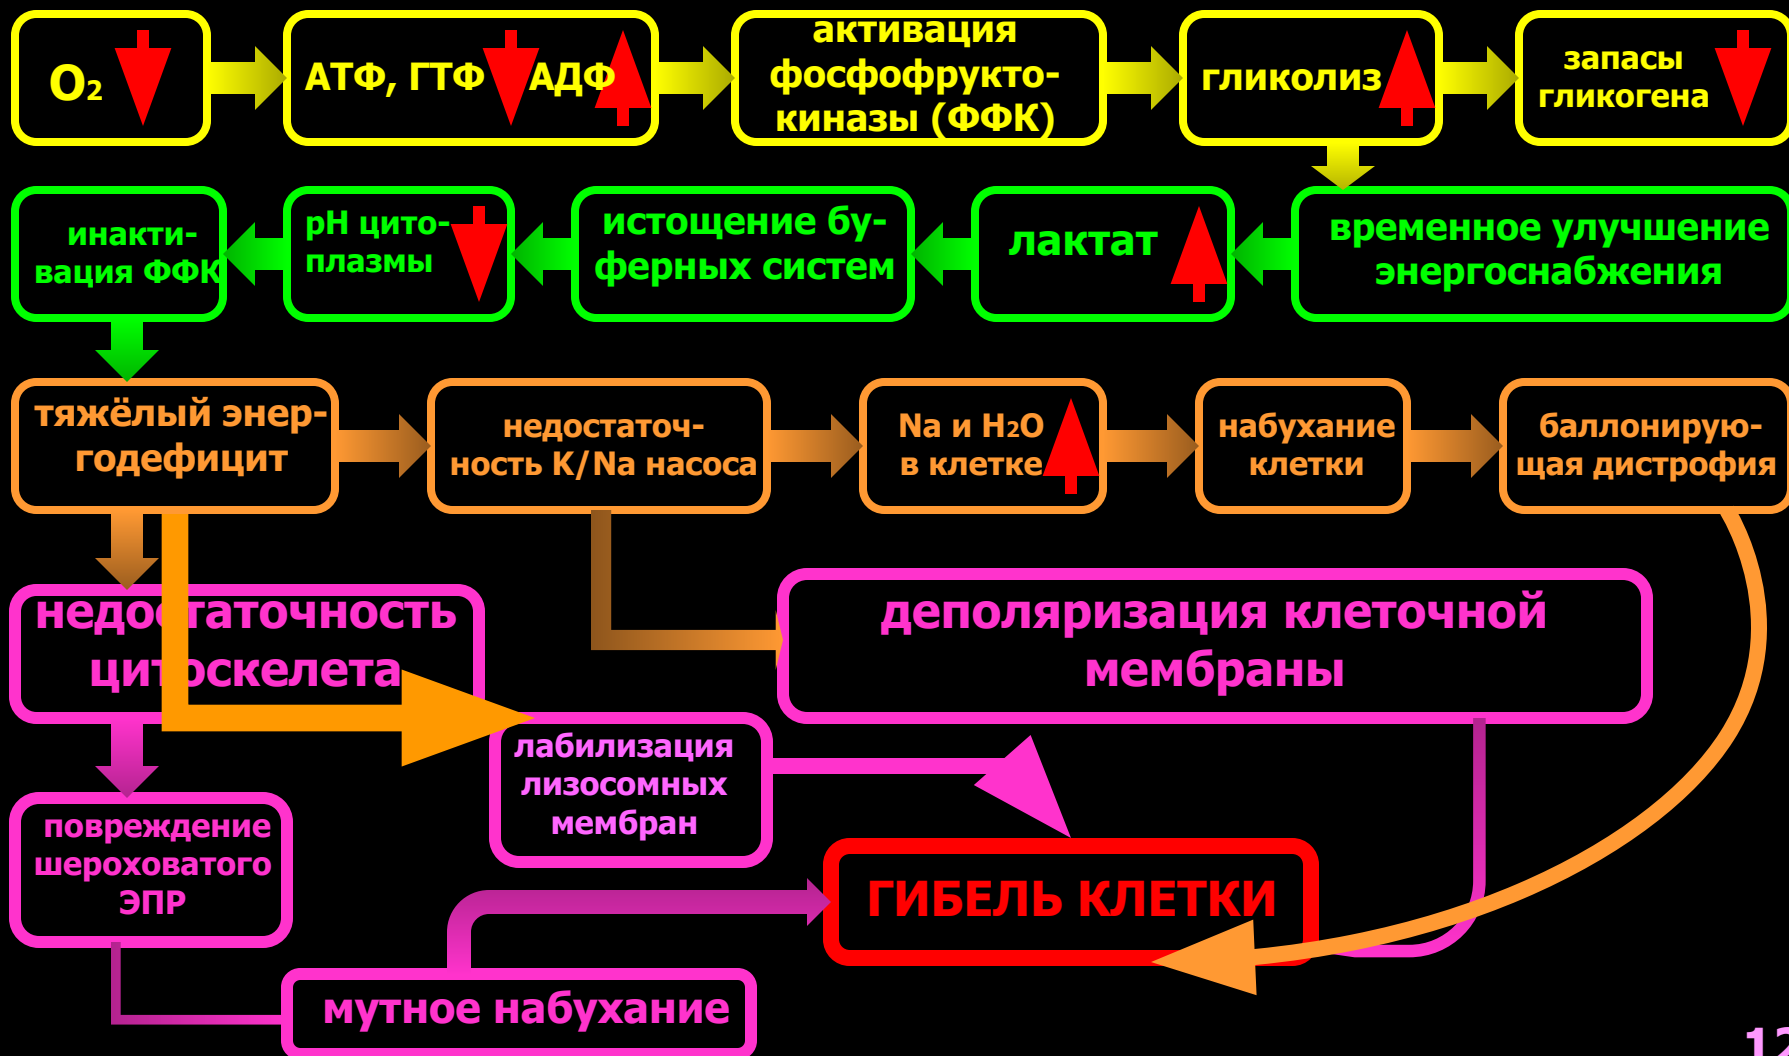 O₂
АТФ, ГТФ
АДФ
активация
фосфофрукто-
киназы (ФФК)
гликолиз
запасы
гликогена
инакти-
вация ФФК
pH цито-
плазмы
истощение бу-
ферных систем
лактат
временное улучшение
энергоснабжения
тяжёлый энер-
годефицит
недостаточ-
ность K/Na насоса
Na и H₂O
в клетке
набухание
клетки
баллонирую-
щая дистрофия
недостаточность
цитоскелета
деполяризация клеточной
мембраны
лабилизация
лизосомных
мембран
повреждение
шероховатого
ЭПР
ГИБЕЛЬ КЛЕТКИ
мутное набухание
12